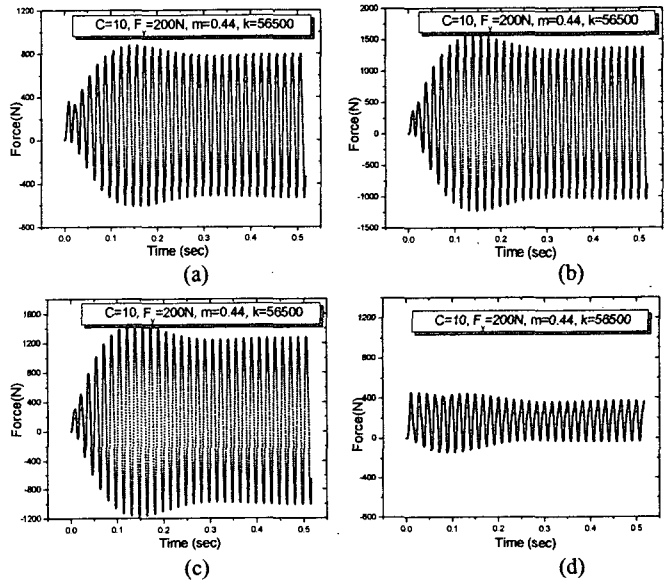 C=10, Fy=200N, m=0.44, k=56500
Force(N)
1200
800
400
0
-400
-800
0.0 0.1 0.2 0.3 0.4 0.5
Time (sec)
(a)
C=10, Fy=200N, m=0.44, k=56500
Force(N)
2000
1500
1000
500
0
-500
-1000
-1500
0.0 0.1 0.2 0.3 0.4 0.5
Time (sec)
(b)
C=10, Fy=200N, m=0.44, k=56500
Force(N)
1600
1200
800
400
0
-400
-800
-1200
0.0 0.1 0.2 0.3 0.4 0.5
Time (sec)
(c)
C=10, Fy=200N, m=0.44, k=56500
Force(N)
1200
800
400
0
-400
-800
0.0 0.1 0.2 0.3 0.4 0.5
Time (sec)
(d)